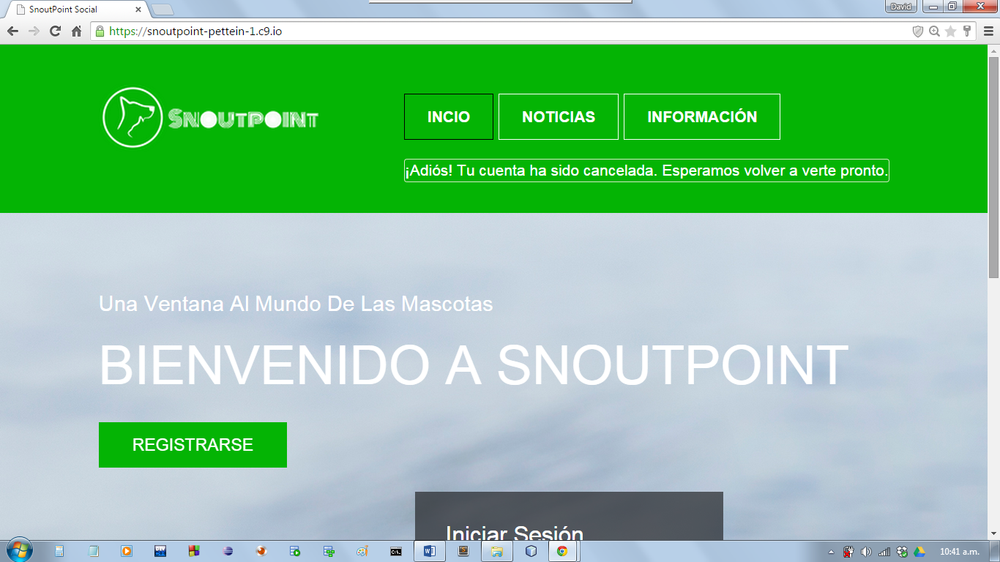 SnoutPoint Social
David
https://snoutpoint-pettein-1.c9.io
SNOUTPOINT
INCIO
NOTICIAS
INFORMACIÓN
¡Adiós! Tu cuenta ha sido cancelada. Esperamos volver a verte pronto.
Una Ventana Al Mundo De Las Mascotas
BIENVENIDO A SNOUTPOINT
REGISTRARSE
Iniciar Sesión
10:41 a.m.